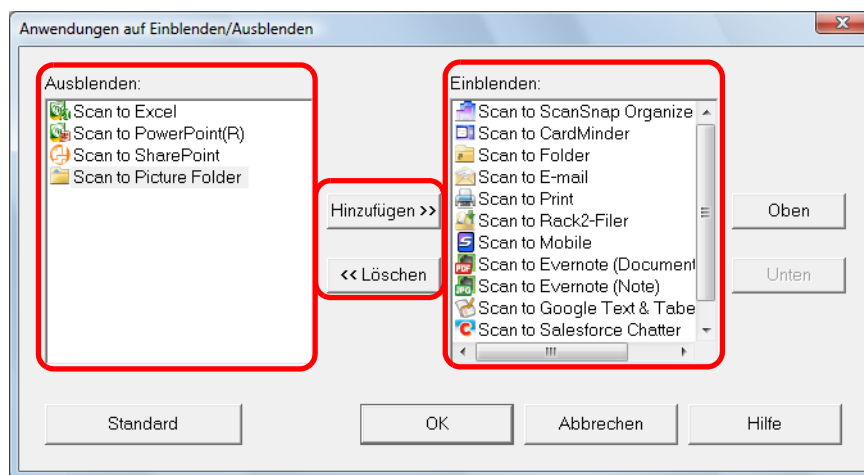 Anwendungen auf Einblenden/Ausblenden
Ausblenden:
Scan to Excel
Scan to PowerPoint(R)
Scan to SharePoint
Scan to Picture Folder
Hinzufügen >>
<< Löschen
Einblenden:
Scan to ScanSnap Organize
Scan to CardMinder
Scan to Folder
Scan to E-mail
Scan to Print
Scan to Rack2-Filer
Scan to Mobile
Scan to Evernote (Document
Scan to Evernote (Note)
Scan to Google Text & Tabe
Scan to Salesforce Chatter
Oben
Unten
Standard
OK
Abbrechen
Hilfe